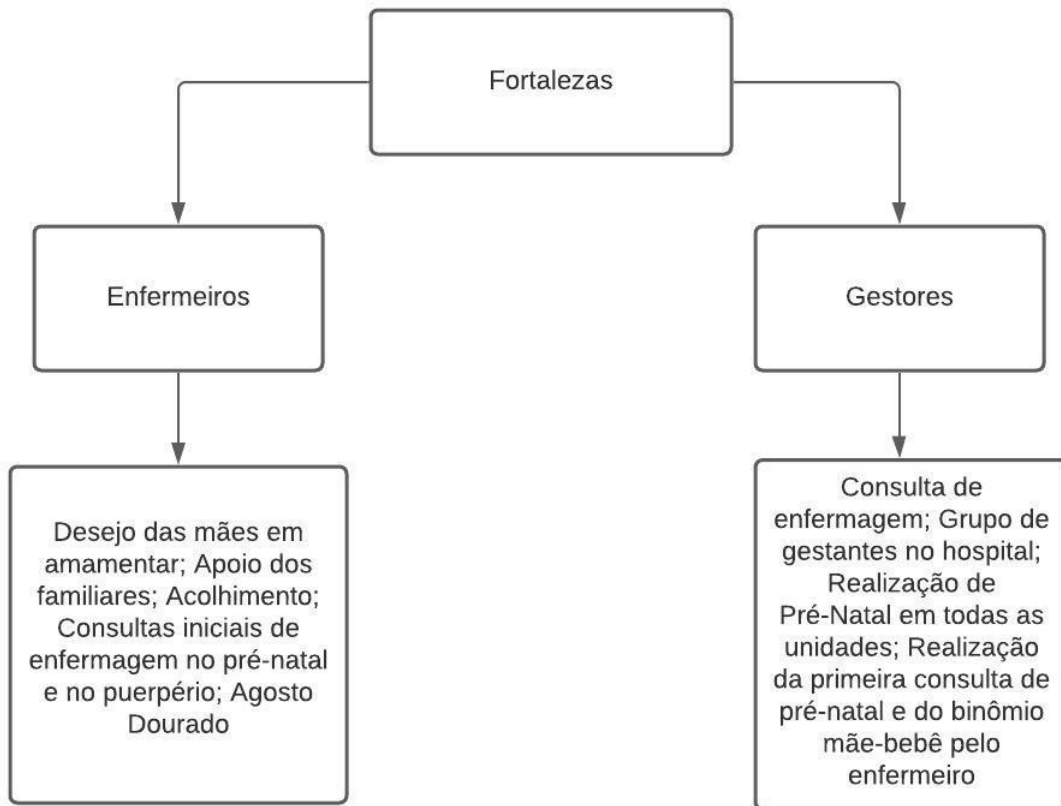 Fortalezas
Enfermeiros
Gestores
Desejo das mães em
amamentar; Apoio dos
familiares; Acolhimento;
Consultas iniciais de
enfermagem no pré-natal
e no puerpério; Agosto
Dourado
Consulta de
enfermagem; Grupo de
gestantes no hospital;
Realização de
Pré-Natal em todas as
unidades; Realização
da primeira consulta de
pré-natal e do binômio
mãe-bebê pelo
enfermeiro